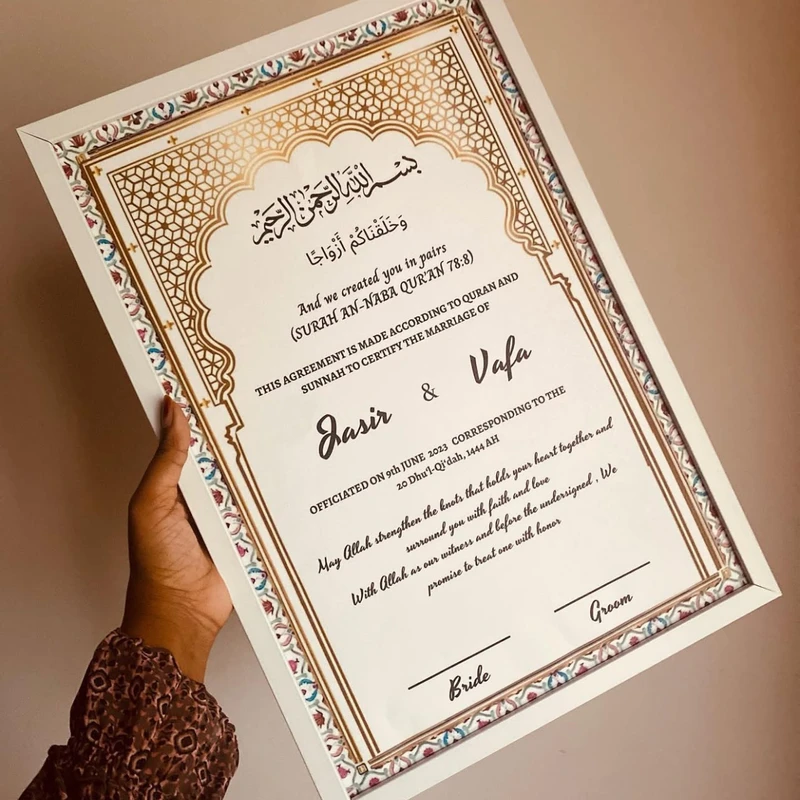 بسم الله الرحمن الرحيم
وَخَلَقْنَاكُمْ أَزْوَاجًا
And we created you in pairs
(SURAH AN-NABA QUR'AN 78:8)
THIS AGREEMENT IS MADE ACCORDING TO QURAN AND
SUNNAH TO CERTIFY THE MARRIAGE OF
Jasir & Vafa
OFFICIATED ON 9th JUNE 2023 CORRESPONDING TO THE
20 Dhu'l-Qi'dah, 1444 AH
May Allah strengthen the knots that holds your heart together and
surround you with faith and love
With Allah as our witness and before the undersigned , We
promise to treat one with honor
Bride
Groom